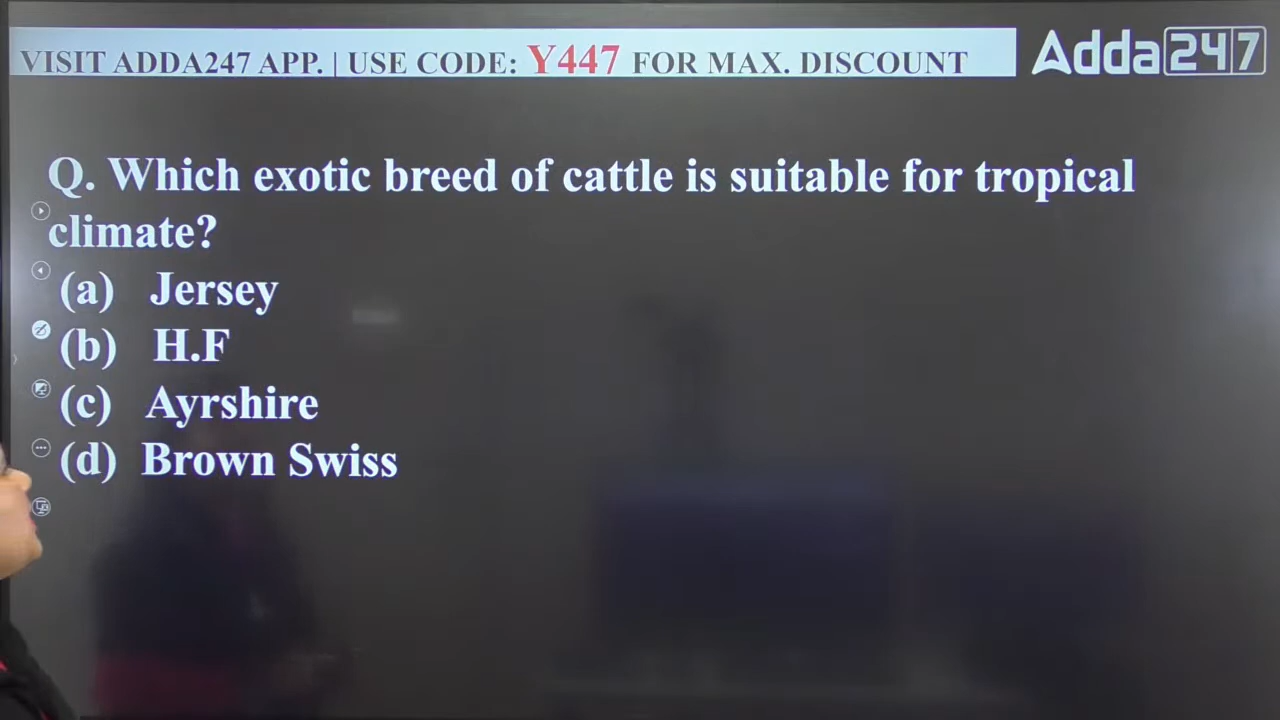 VISIT ADDA247 APP. | USE CODE: Y447 FOR MAX. DISCOUNT
Adda247
Q. Which exotic breed of cattle is suitable for tropical
climate?
(a) Jersey
(b) H.F
(c) Ayrshire
(d) Brown Swiss